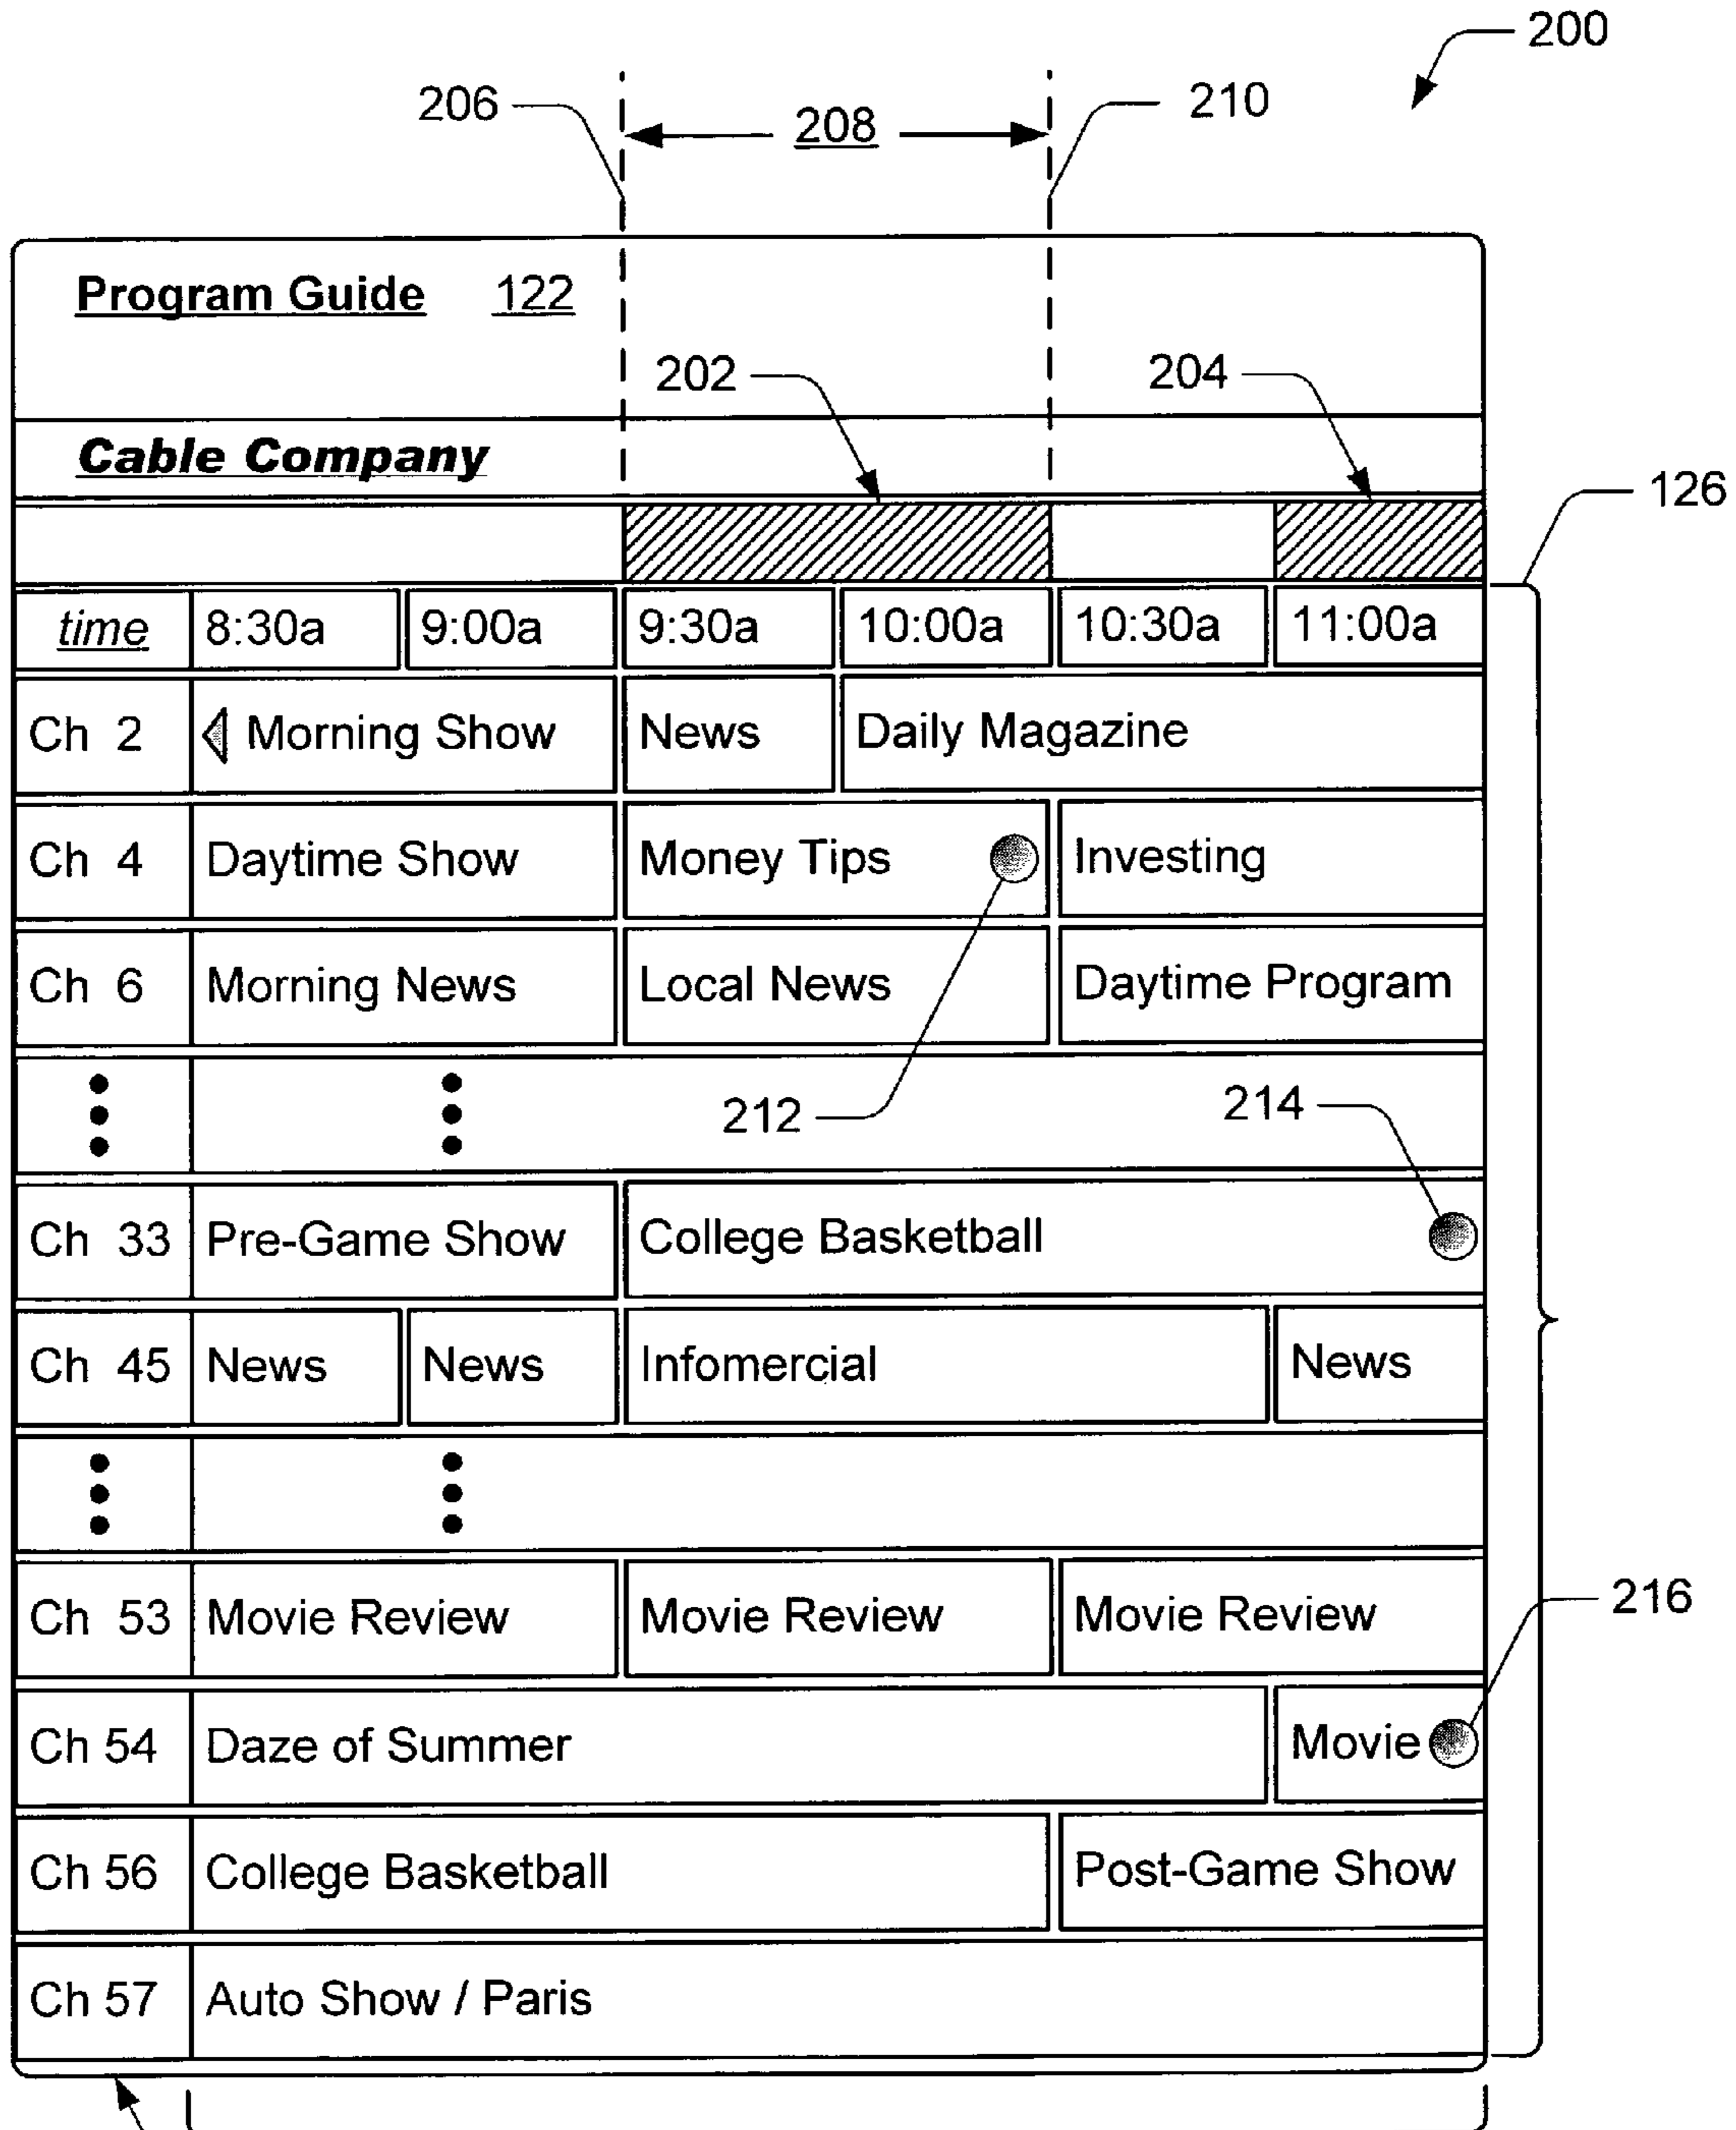 200
206 208 210
Program Guide 122
202 204
Cable Company
126
time 8:30a 9:00a 9:30a 10:00a 10:30a 11:00a
Ch 2 Morning Show News Daily Magazine
Ch 4 Daytime Show Money Tips Investing
Ch 6 Morning News Local News Daytime Program
212 214
Ch 33 Pre-Game Show College Basketball
Ch 45 News News Infomercial News
Ch 53 Movie Review Movie Review Movie Review
216
Ch 54 Daze of Summer Movie
Ch 56 College Basketball Post-Game Show
Ch 57 Auto Show / Paris